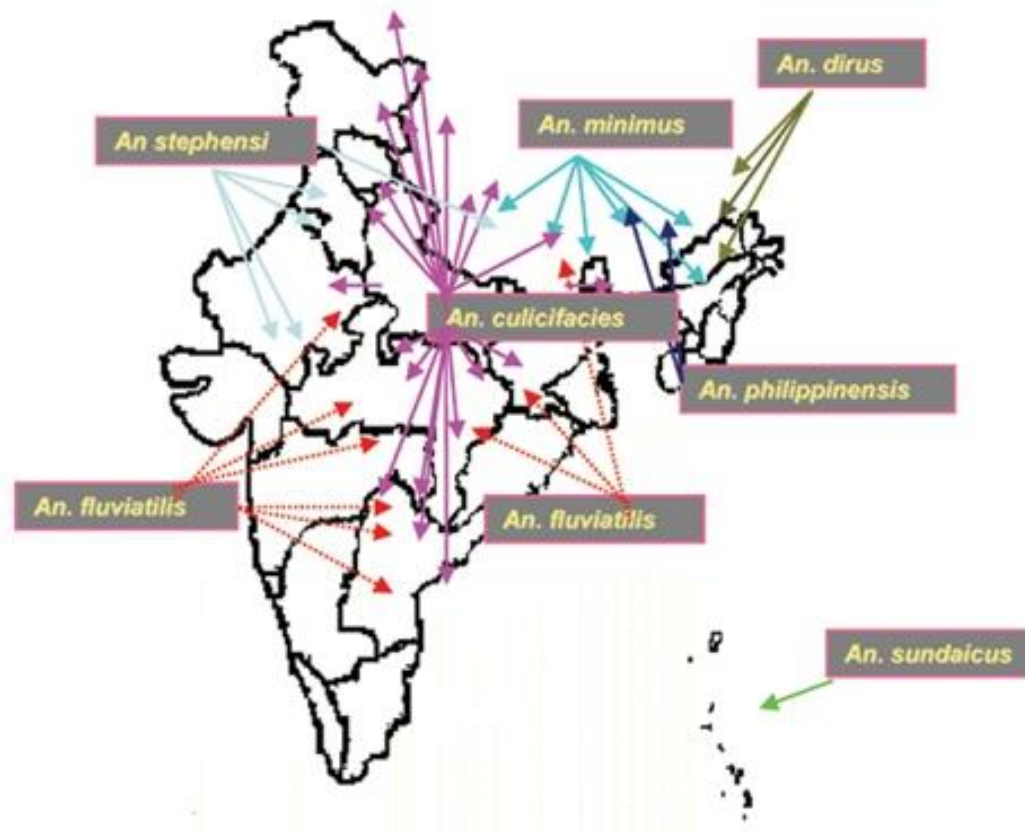 An. dirus
An. minimus
An stephensi
An. culicifacies
An. philippinensis
An. fluviatilis
An. fluviatilis
An. sundaicus